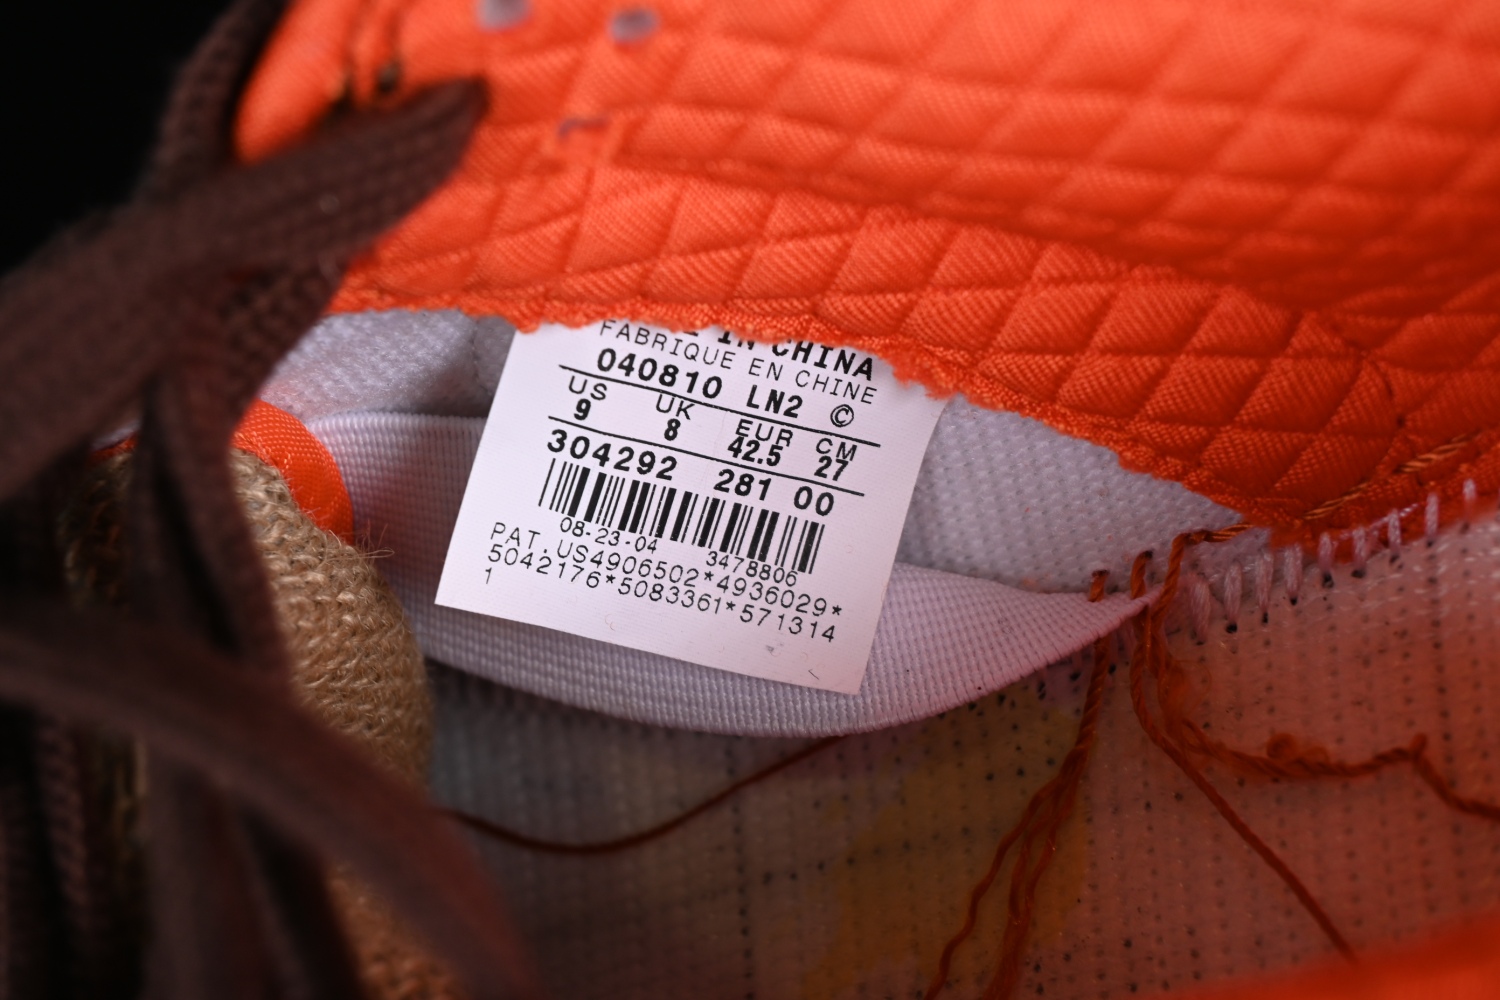 IN CHINA
FABRIQUE EN CHINE
040810 LN2 ©
US UK EUR CM
9 8 42.5 27
304292 281 00
08-23-04 3478806
PAT.US4906502*4936029*
5042176*5083361*571314
1